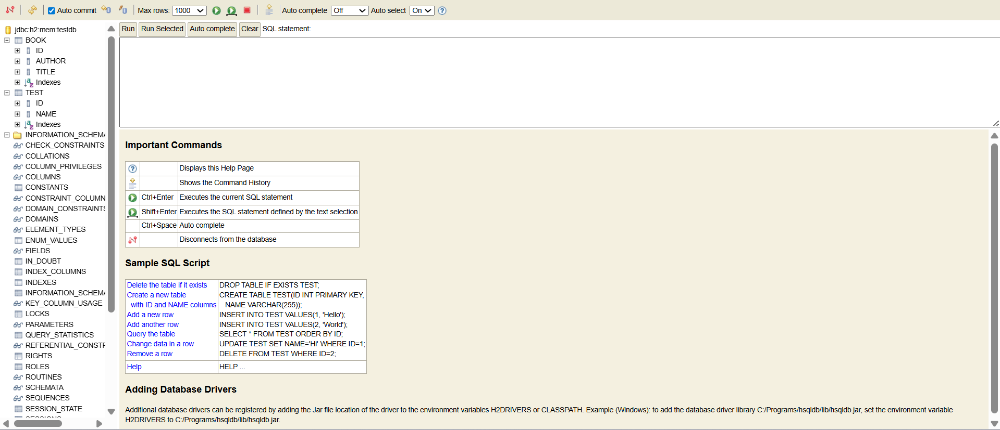 Auto commit Max rows: 1000 Auto complete Off Auto select On
jdbc:h2:mem:testdb
BOOK
ID
AUTHOR
TITLE
Indexes
TEST
ID
NAME
Indexes
INFORMATION_SCHEMA
CHECK_CONSTRAINTS
COLLATIONS
COLUMN_PRIVILEGES
COLUMNS
CONSTANTS
CONSTRAINT_COLUMN
DOMAIN_CONSTRAINTS
DOMAINS
ELEMENT_TYPES
ENUM_VALUES
FIELDS
IN_DOUBT
INDEX_COLUMNS
INDEXES
INFORMATION_SCHEMA
KEY_COLUMN_USAGE
LOCKS
PARAMETERS
QUERY_STATISTICS
REFERENTIAL_CONSTR
RIGHTS
ROLES
ROUTINES
SCHEMATA
SEQUENCES
SESSION_STATE
Run Run Selected Auto complete Clear SQL statement:
Important Commands
Displays this Help Page
Shows the Command History
Ctrl+Enter Executes the current SQL statement
Shift+Enter Executes the SQL statement defined by the text selection
Ctrl+Space Auto complete
Disconnects from the database
Sample SQL Script
Delete the table if it exists DROP TABLE IF EXISTS TEST;
Create a new table CREATE TABLE TEST(ID INT PRIMARY KEY,
with ID and NAME columns NAME VARCHAR(255));
Add a new row INSERT INTO TEST VALUES(1, 'Hello');
Add another row INSERT INTO TEST VALUES(2, 'World');
Query the table SELECT * FROM TEST ORDER BY ID;
Change data in a row UPDATE TEST SET NAME='Hi' WHERE ID=1;
Remove a row DELETE FROM TEST WHERE ID=2;
Help HELP ...
Adding Database Drivers
Additional database drivers can be registered by adding the Jar file location of the driver to the environment variables H2DRIVERS or CLASSPATH. Example (Windows): to add the database driver library C:/Programs/hsqldb/lib/hsqldb.jar, set the environment variable
H2DRIVERS to C:/Programs/hsqldb/lib/hsqldb.jar.